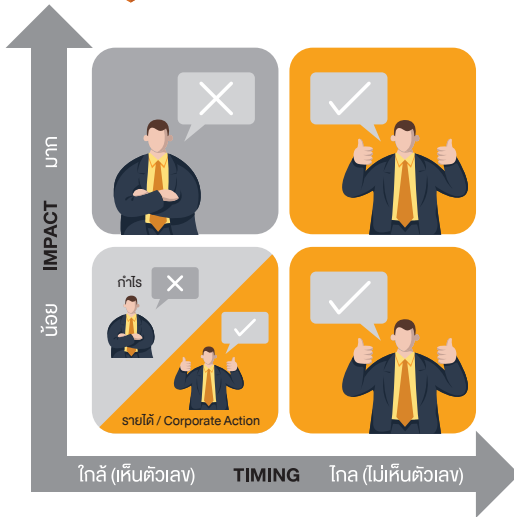 มาก
IMPACT
น้อย
กำไร
รายได้ / Corporate Action
ใกล้ (เห็นตัวเลข)
TIMING
ไกล (ไม่เห็นตัวเลข)